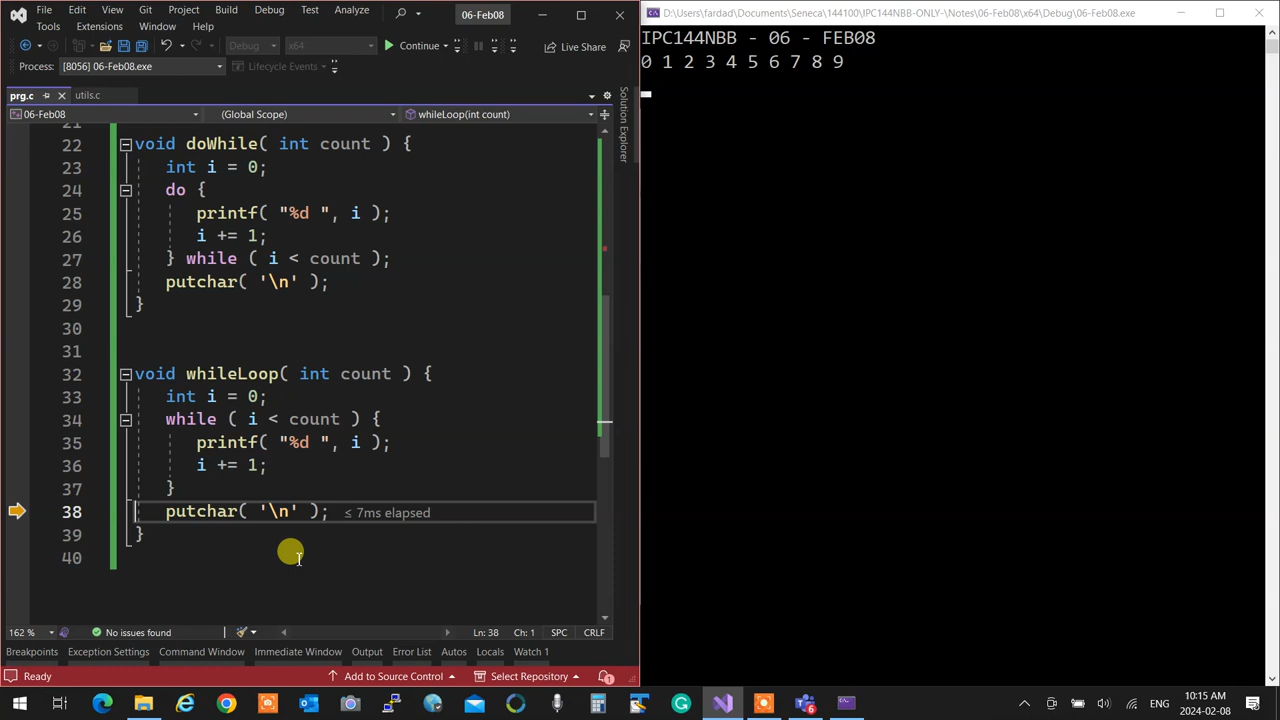 File Edit View Git Project Build Debug Test Analyze 06-Feb08
Tools Extensions Window Help
Debug x64 Continue Live Share
Process: [8056] 06-Feb08.exe Lifecycle Events
prg.c utils.c
06-Feb08 (Global Scope) whileLoop(int count)
Solution Explorer
21
22 void doWhile( int count ) {
23 int i = 0;
24 do {
25 printf( "%d ", i );
26 i += 1;
27 } while ( i < count );
28 putchar( '\n' );
29 }
30
31
32 void whileLoop( int count ) {
33 int i = 0;
34 while ( i < count ) {
35 printf( "%d ", i );
36 i += 1;
37 }
38 putchar( '\n' ); ≤ 7ms elapsed
39 }
40
162 % No issues found Ln: 38 Ch: 1 SPC CRLF
Breakpoints Exception Settings Command Window Immediate Window Output Error List Autos Locals Watch 1
Ready Add to Source Control Select Repository 1
D:\Users\fardad\Documents\Seneca\144100\IPC144NBB-ONLY-\Notes\06-Feb08\x64\Debug\06-Feb08.exe
IPC144NBB - 06 - FEB08
0 1 2 3 4 5 6 7 8 9
6 ENG 10:15 AM
2024-02-08